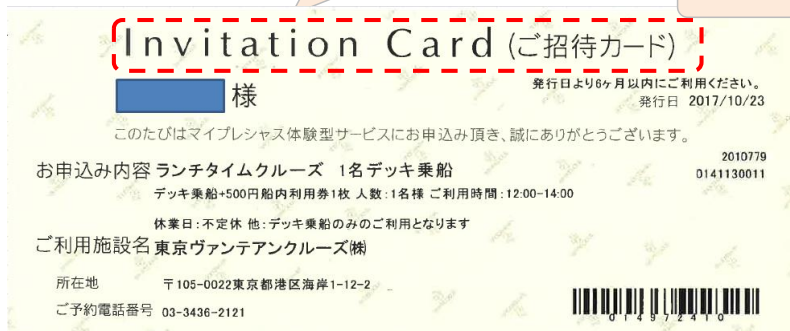 Invitation Card (ご招待カード)
様
発行日より6ヶ月以内にご利用ください。
発行日 2017/10/23
このたびはマイプレシャス体験型サービスにお申込み頂き、誠にありがとうございます。
2010779
お申込み内容 ランチタイムクルーズ 1名デッキ乗船
0141130011
デッキ乗船+500円船内利用券1枚 人数:1名様 ご利用時間:12:00-14:00
休業日:不定休 他:デッキ乗船のみのご利用となります
ご利用施設名 東京ヴァンテアンクルーズ㈱
所在地 〒105-0022東京都港区海岸1-12-2
ご予約電話番号 03-3436-2121
014972410